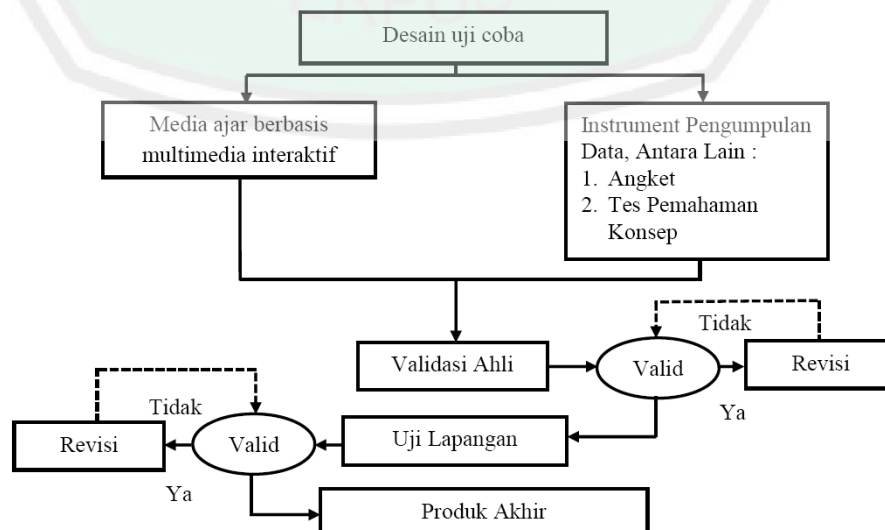 Desain uji coba
Media ajar berbasis
multimedia interaktif
Instrument Pengumpulan
Data, Antara Lain :
1. Angket
2. Tes Pemahaman
Konsep
Tidak
Validasi Ahli
Valid
Revisi
Ya
Tidak
Revisi
Valid
Uji Lapangan
Ya
Produk Akhir